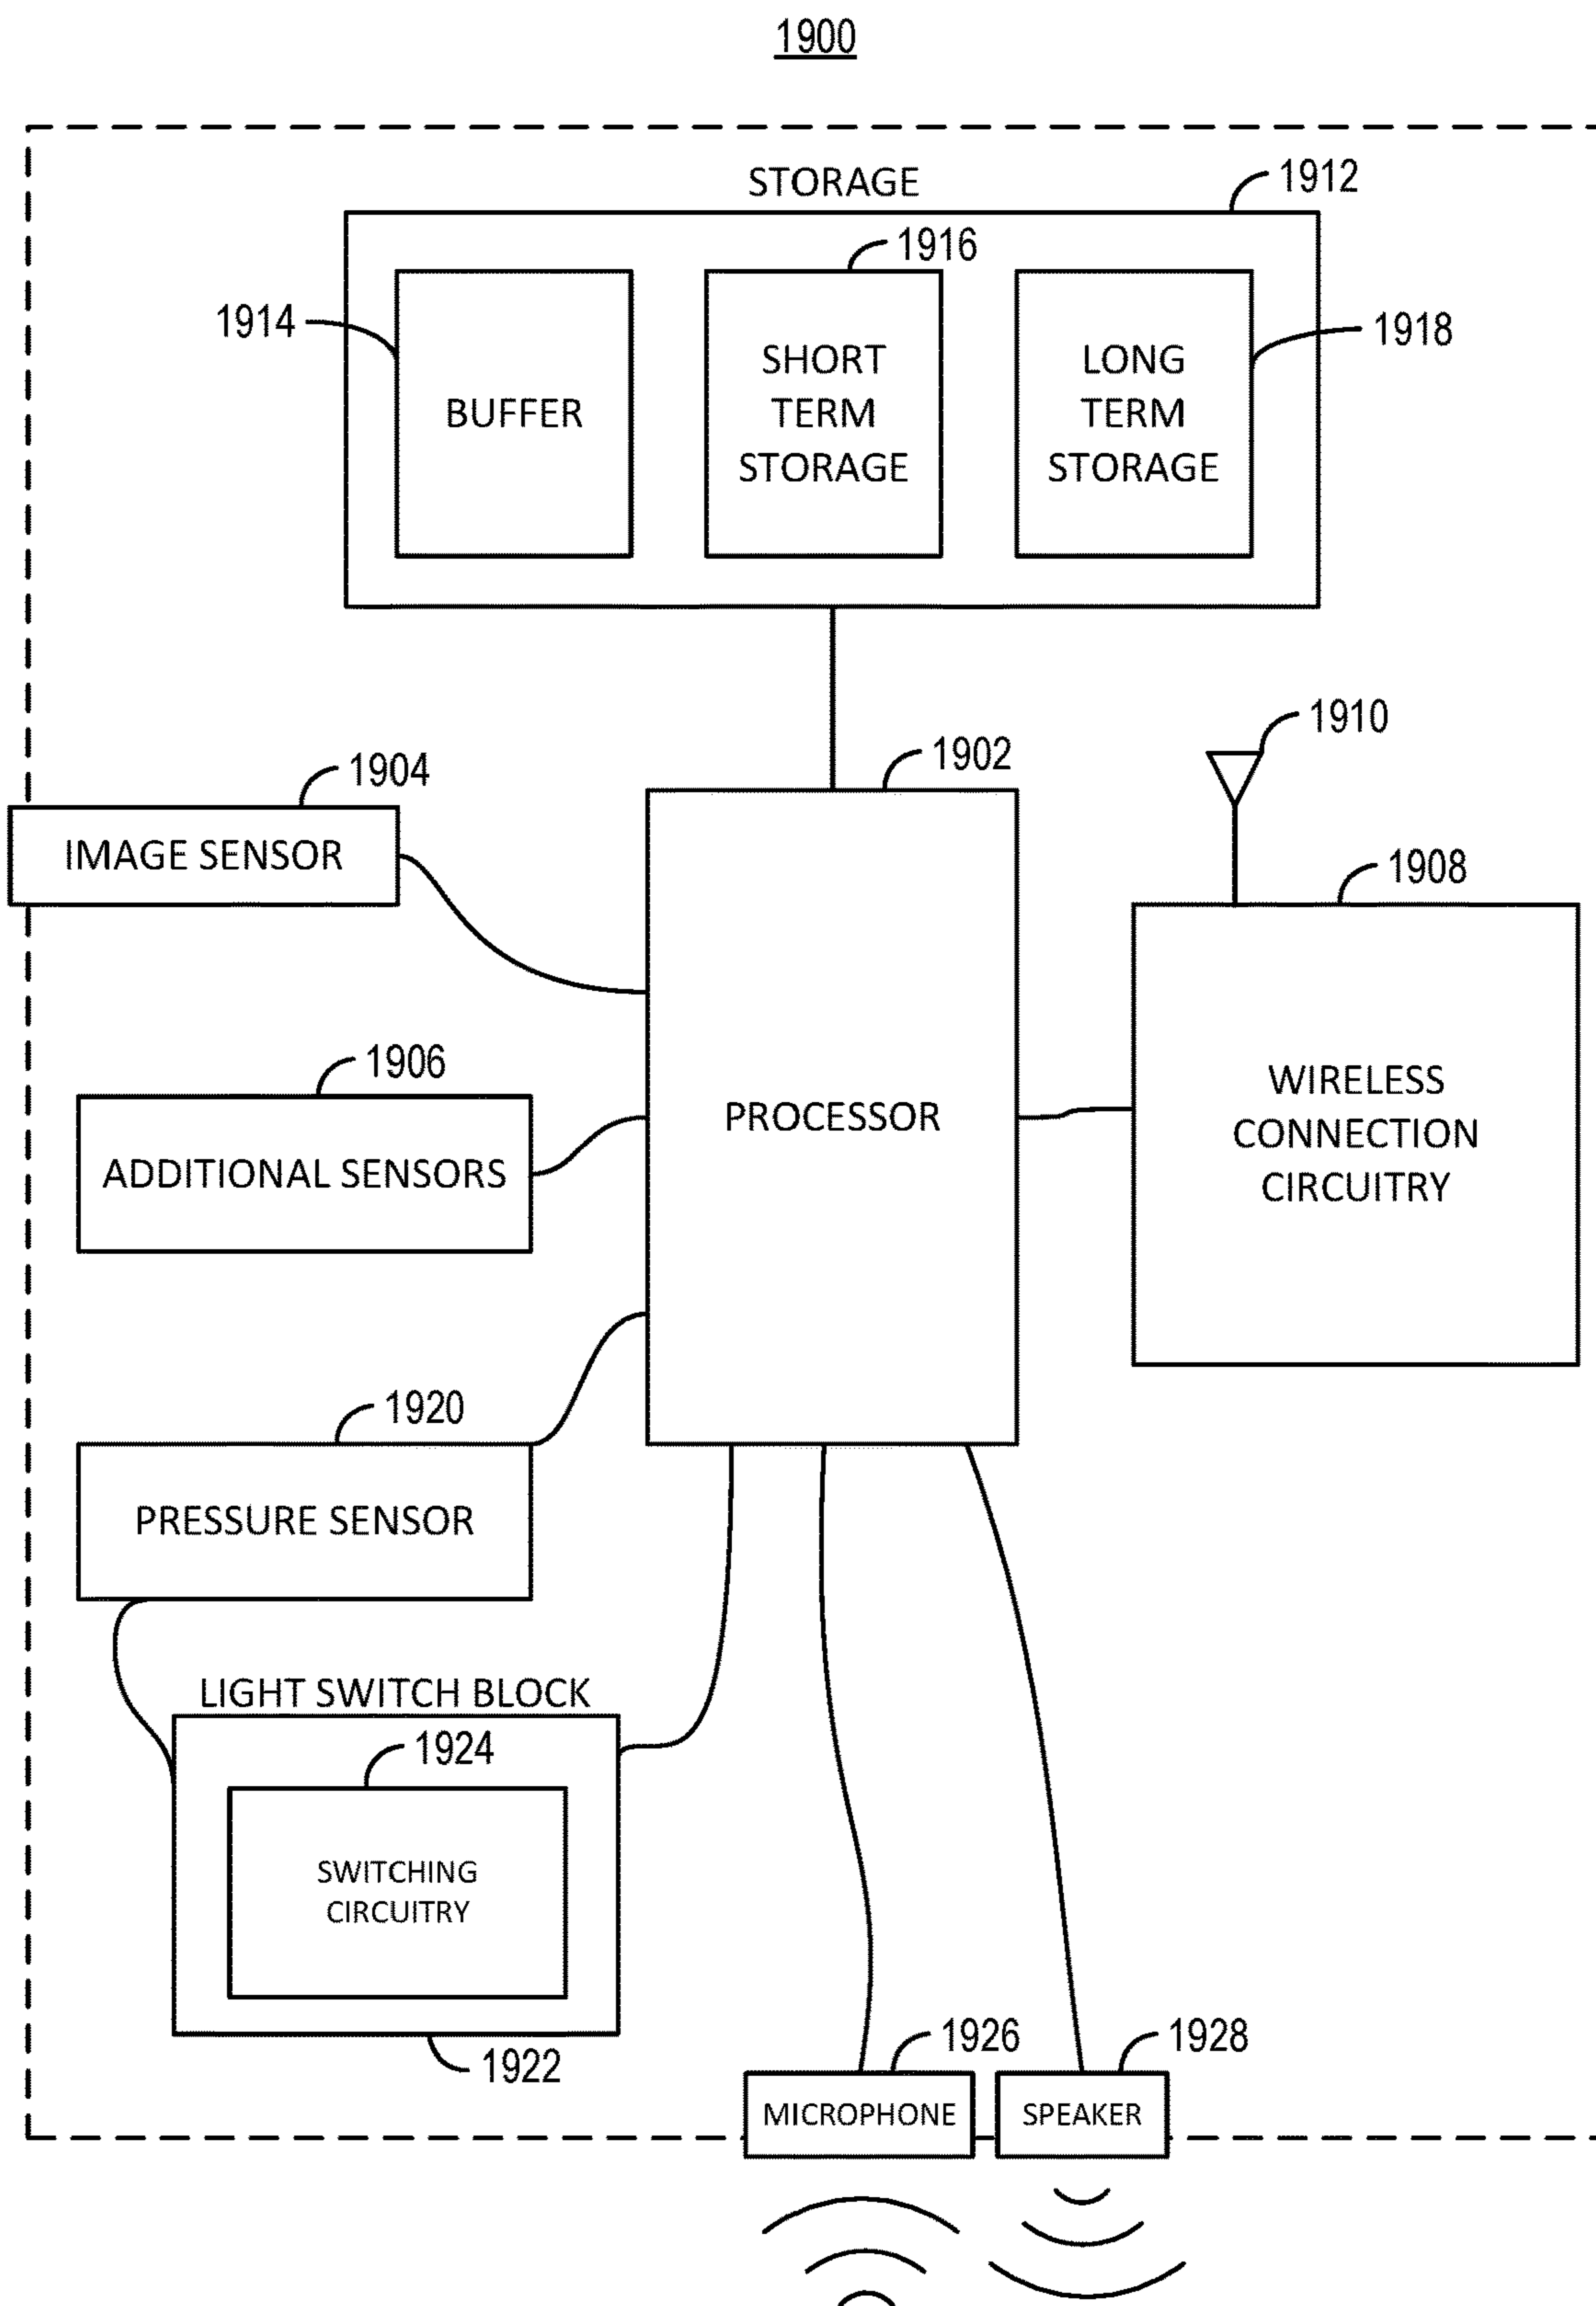 1900
STORAGE
1912
1916
1914
1918
BUFFER
SHORT
TERM
STORAGE
LONG
TERM
STORAGE
1910
1902
1904
IMAGE SENSOR
1908
1906
ADDITIONAL SENSORS
PROCESSOR
WIRELESS
CONNECTION
CIRCUITRY
1920
PRESSURE SENSOR
LIGHT SWITCH BLOCK
1924
SWITCHING
CIRCUITRY
1922
1926
1928
MICROPHONE
SPEAKER